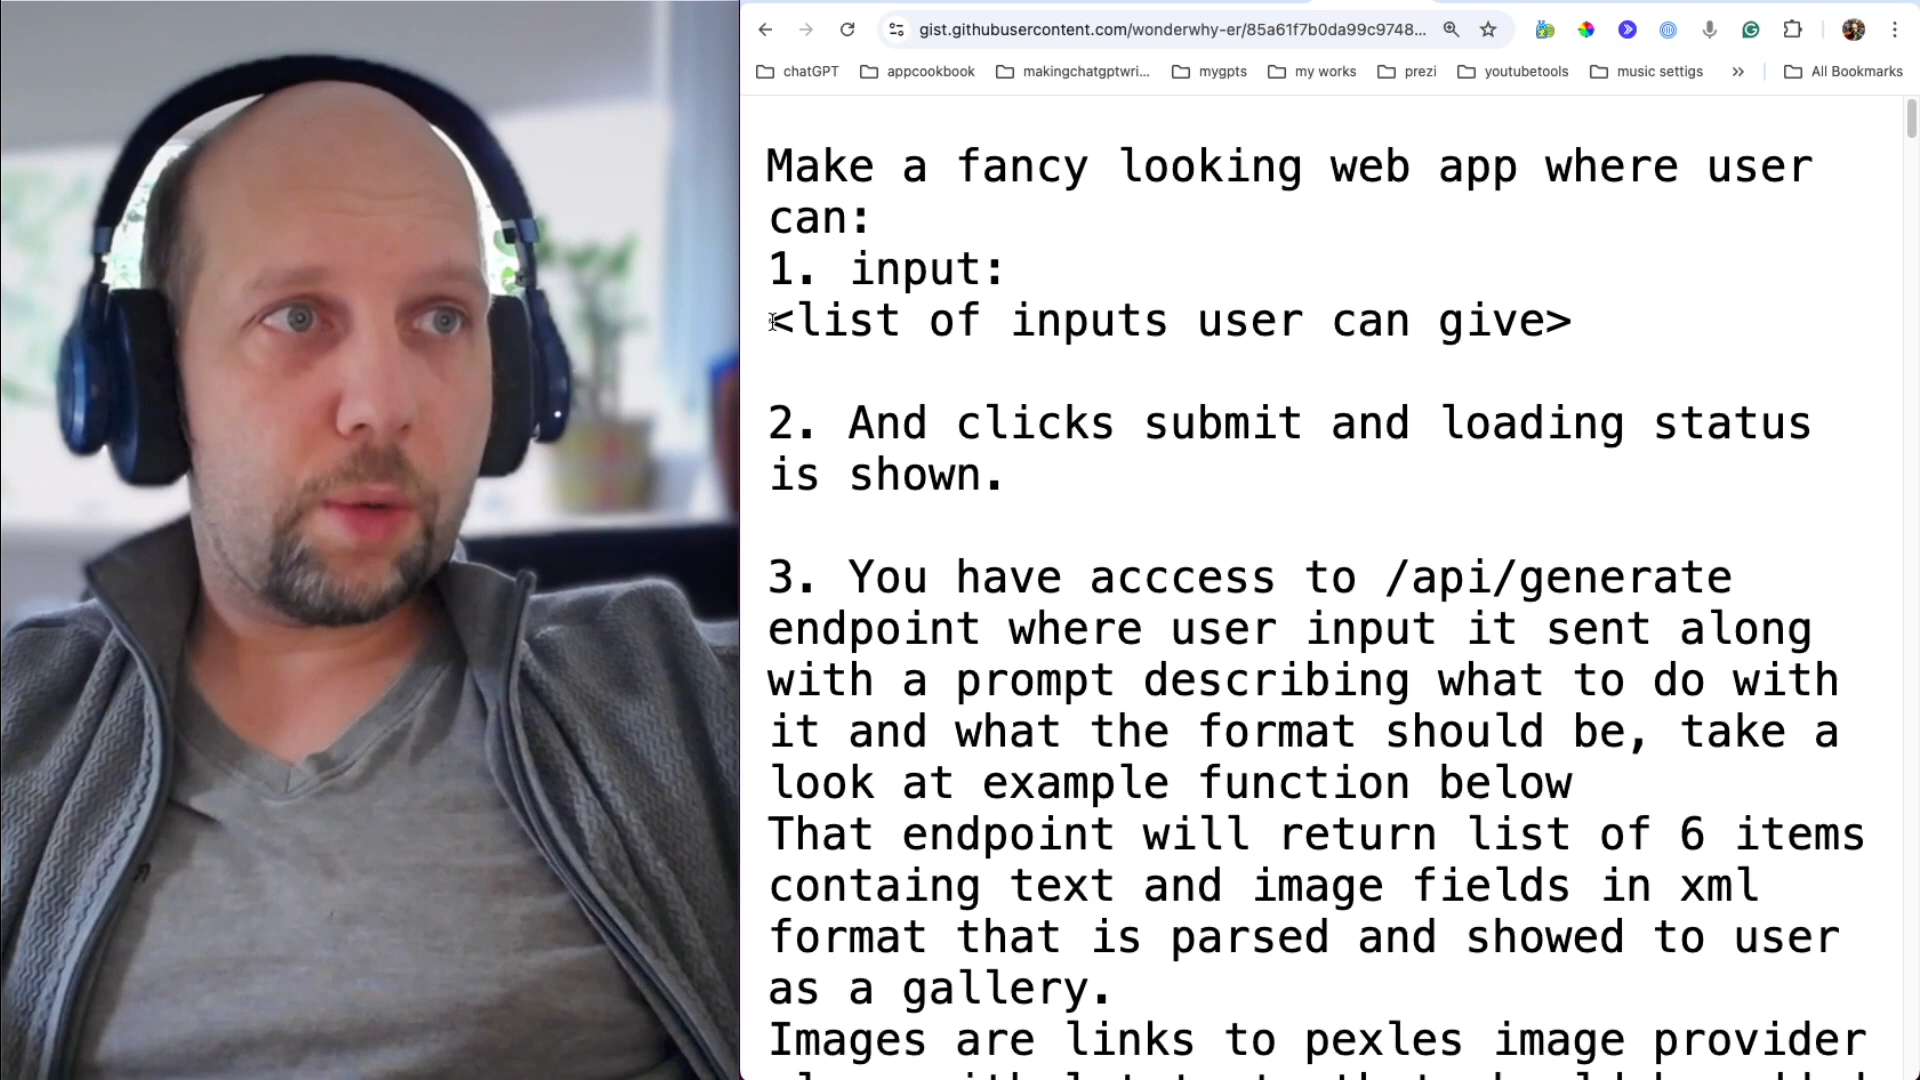 gist.githubusercontent.com/wonderwhy-er/85a61f7b0da99c9748...
chatGPT
appcookbook
makingchatgptwri...
mygpts
my works
prezi
youtubetools
music settigs
»
All Bookmarks
Make a fancy looking web app where user
can:
1. input:
<list of inputs user can give>
2. And clicks submit and loading status
is shown.
3. You have acccess to /api/generate
endpoint where user input it sent along
with a prompt describing what to do with
it and what the format should be, take a
look at example function below
That endpoint will return list of 6 items
containg text and image fields in xml
format that is parsed and showed to user
as a gallery.
Images are links to pexles image provider